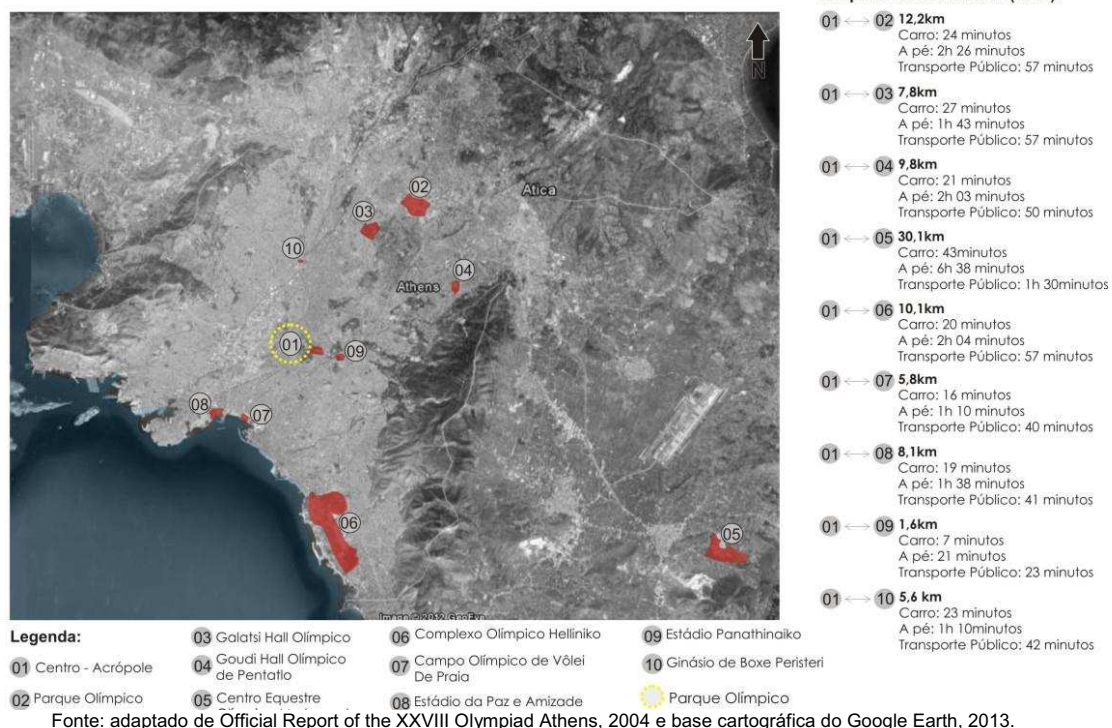 N
02
Ática
03
10
04
Athens
01
09
08
07
06
05
Image © 2012 GeoEye
01 02 12,2km
Carro: 24 minutos
A pé: 2h 26 minutos
Transporte Público: 57 minutos
01 03 7,8km
Carro: 27 minutos
A pé: 1h 43 minutos
Transporte Público: 57 minutos
01 04 9,8km
Carro: 21 minutos
A pé: 2h 03 minutos
Transporte Público: 50 minutos
01 05 30,1km
Carro: 43minutos
A pé: 6h 38 minutos
Transporte Público: 1h 30minutos
01 06 10,1km
Carro: 20 minutos
A pé: 2h 04 minutos
Transporte Público: 57 minutos
01 07 5,8km
Carro: 16 minutos
A pé: 1h 10 minutos
Transporte Público: 40 minutos
01 08 8,1km
Carro: 19 minutos
A pé: 1h 38 minutos
Transporte Público: 41 minutos
01 09 1,6km
Carro: 7 minutos
A pé: 21 minutos
Transporte Público: 23 minutos
01 10 5,6 km
Carro: 23 minutos
A pé: 1h 10minutos
Transporte Público: 42 minutos
Legenda:
01 Centro - Acrópole
02 Parque Olímpico
03 Galatsi Hall Olímpico
04 Goudi Hall Olímpico
de Pentatlo
05 Centro Equestre
06 Complexo Olímpico Helliniko
07 Campo Olímpico de Vôlei
De Praia
08 Estádio da Paz e Amizade
09 Estádio Panathinaiko
10 Ginásio de Boxe Peristeri
Parque Olímpico
Fonte: adaptado de Official Report of the XXVIII Olympiad Athens, 2004 e base cartográfica do Google Earth, 2013.